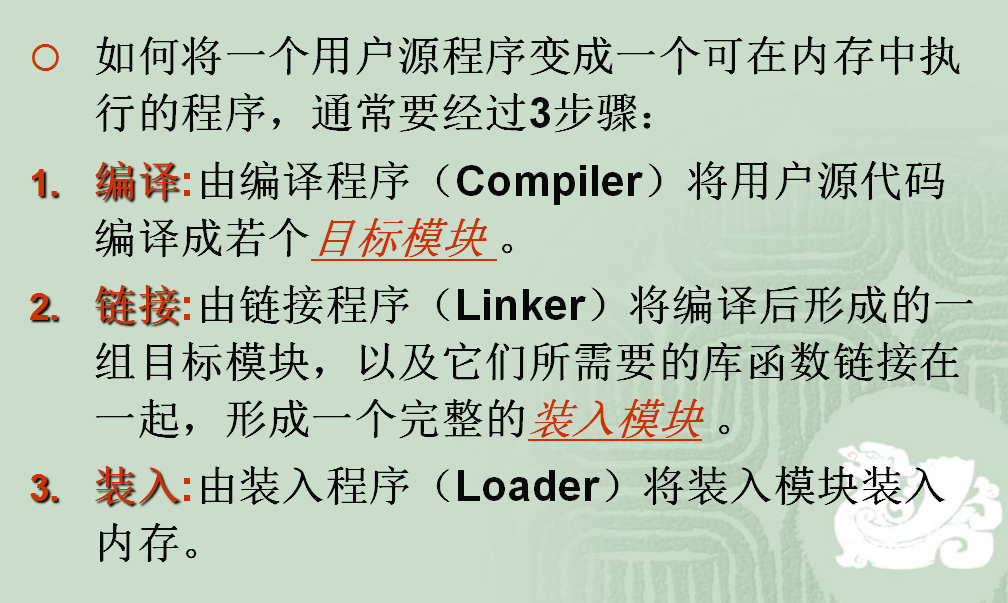 如何将一个用户源程序变成一个可在内存中执
行的程序，通常要经过3步骤：
1. 编译:由编译程序（Compiler）将用户源代码
编译成若个目标模块 。
2. 链接:由链接程序（Linker）将编译后形成的一
组目标模块，以及它们所需要的库函数链接在
一起，形成一个完整的装入模块 。
3. 装入:由装入程序（Loader）将装入模块装入
内存。